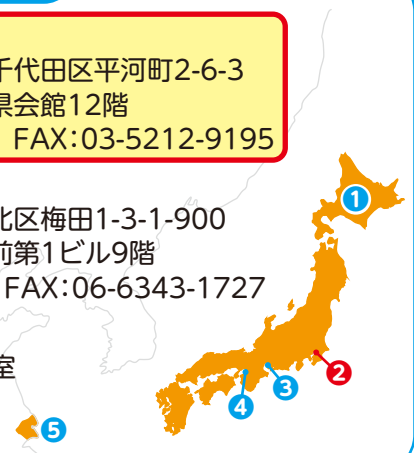 千代田区平河町2-6-3
県会館12階
FAX:03-5212-9195
北区梅田1-3-1-900
前第1ビル9階
FAX:06-6343-1727
室
1
2
3
4
5